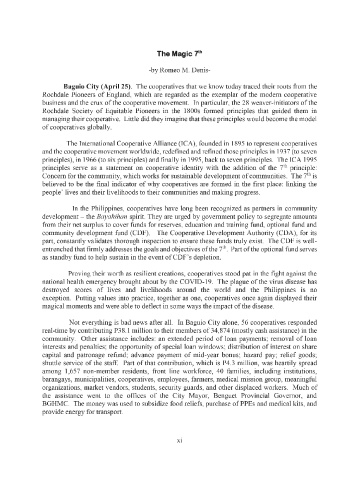 The Magic 7th
-by Romeo M. Denis-
Baguio City (April 25). The cooperatives that we know today traced their roots from the
Rochdale Pioneers of England, which are regarded as the exemplar of the modern cooperative
business and the crux of the cooperative movement. In particular, the 28 weaver-initiators of the
Rochdale Society of Equitable Pioneers in the 1800s formed principles that guided them in
managing their cooperative. Little did they imagine that these principles would become the model
of cooperatives globally.
The International Cooperative Alliance (ICA), founded in 1895 to represent cooperatives
and the cooperative movement worldwide, redefined and refined those principles in 1937 (to seven
principles), in 1966 (to six principles) and finally in 1995, back to seven principles. The ICA 1995
principles serve as a statement on cooperative identity with the addition of the 7th principle:
Concern for the community, which works for sustainable development of communities. The 7th is
believed to be the final indicator of why cooperatives are formed in the first place: linking the
people' lives and their livelihoods to their communities and making progress.
In the Philippines, cooperatives have long been recognized as partners in community
development – the Bayanihan spirit. They are urged by government policy to segregate amounts
from their net surplus to cover funds for reserves, education and training fund, optional fund and
community development fund (CDF). The Cooperative Development Authority (CDA), for its
part, constantly validates thorough inspection to ensure these funds truly exist. The CDF is well-
entrenched that firmly addresses the goals and objectives of the 7th. Part of the optional fund serves
as standby fund to help sustain in the event of CDF's depletion.
Proving their worth as resilient creations, cooperatives stood pat in the fight against the
national health emergency brought about by the COVID-19. The plague of the virus disease has
destroyed scores of lives and livelihoods around the world and the Philippines is no
exception. Putting values into practice, together as one, cooperatives once again displayed their
magical moments and were able to deflect in some ways the impact of the disease.
Not everything is bad news after all. In Baguio City alone, 56 cooperatives responded
real-time by contributing P38.1 million to their members of 34,874 (mostly cash assistance) in the
community. Other assistance includes: an extended period of loan payments; removal of loan
interests and penalties; the opportunity of special loan windows; distribution of interest on share
capital and patronage refund; advance payment of mid-year bonus; hazard pay; relief goods;
shuttle service of the staff. Part of that contribution, which is P4.3 million, was heartily spread
among 1,657 non-member residents, front line workforce, 40 families, including institutions,
barangays, municipalities, cooperatives, employees, farmers, medical mission group, meaningful
organizations, market vendors, students, security guards, and other displaced workers. Much of
the assistance went to the offices of the City Mayor, Benguet Provincial Governor, and
BGHMC. The money was used to subsidize food reliefs, purchase of PPEs and medical kits, and
provide energy for transport.
xi